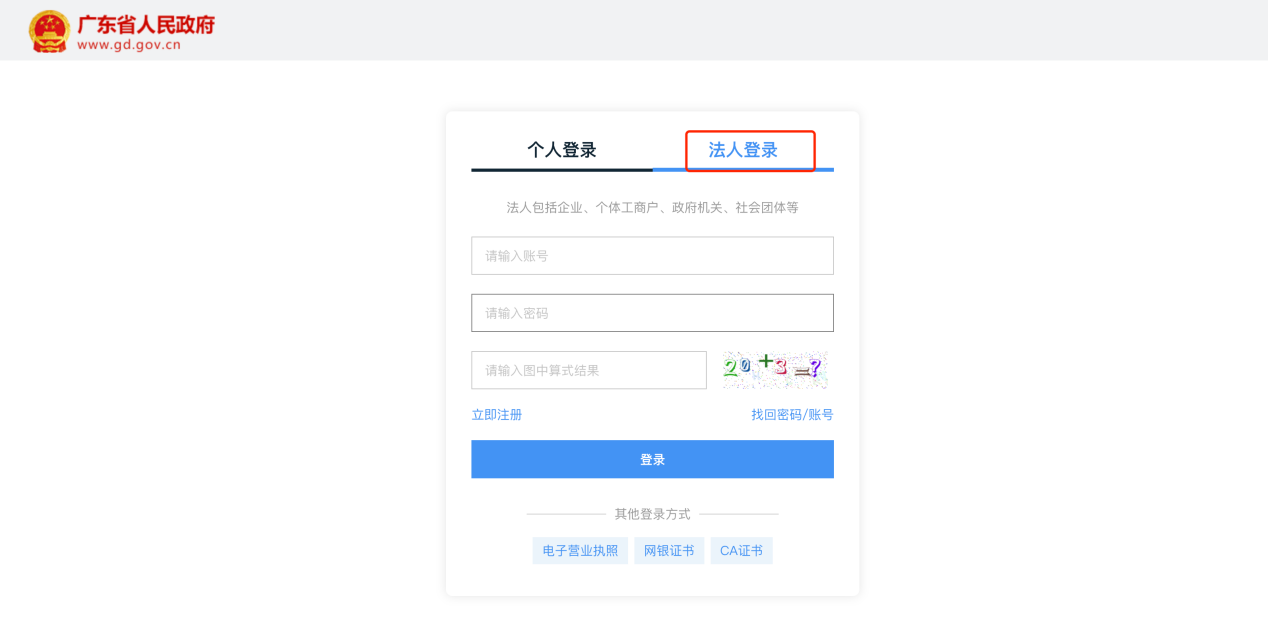 广东省人民政府
www.gd.gov.cn
个人登录 法人登录
法人包括企业、个体工商户、政府机关、社会团体等
请输入账号
请输入密码
请输入图中算式结果 20+3=?
立即注册 找回密码/账号
登录
其他登录方式
电子营业执照 网银证书 CA证书